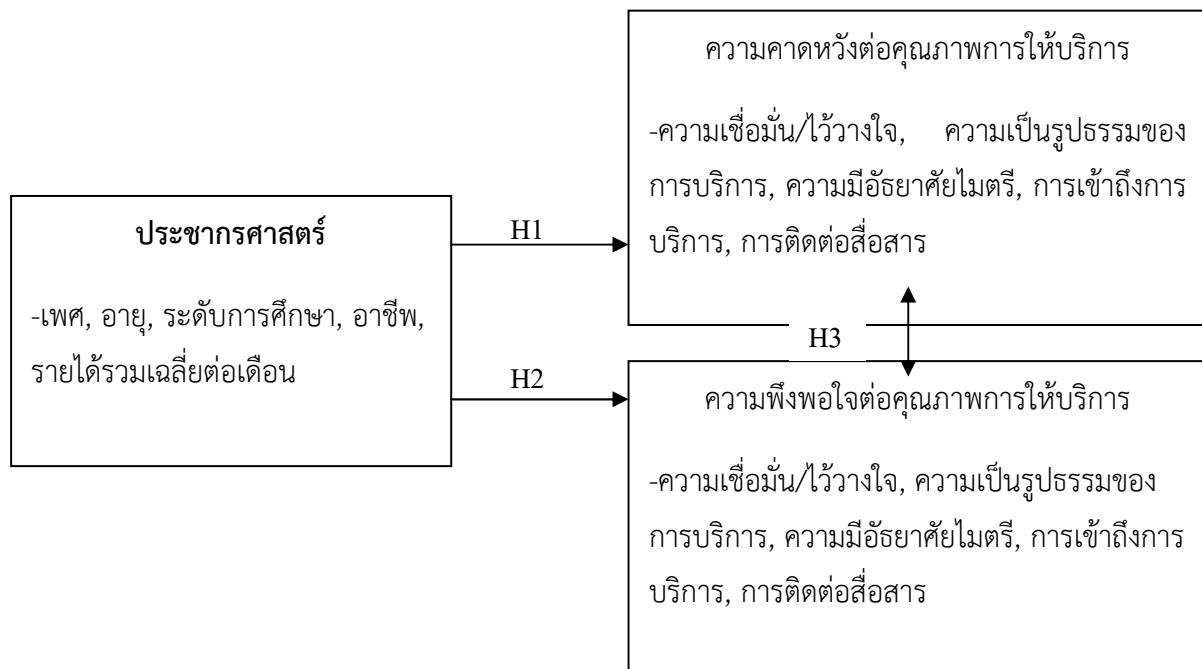 ความคาดหวังต่อคุณภาพการให้บริการ
-ความเชื่อมั่น/ไว้วางใจ, ความเป็นรูปธรรมของ
การบริการ, ความมีอัธยาศัยไมตรี, การเข้าถึงการ
บริการ, การติดต่อสื่อสาร
ประชากรศาสตร์
-เพศ, อายุ, ระดับการศึกษา, อาชีพ,
รายได้รวมเฉลี่ยต่อเดือน
H1
H2
H3
ความพึงพอใจต่อคุณภาพการให้บริการ
-ความเชื่อมั่น/ไว้วางใจ, ความเป็นรูปธรรมของ
การบริการ, ความมีอัธยาศัยไมตรี, การเข้าถึงการ
บริการ, การติดต่อสื่อสาร